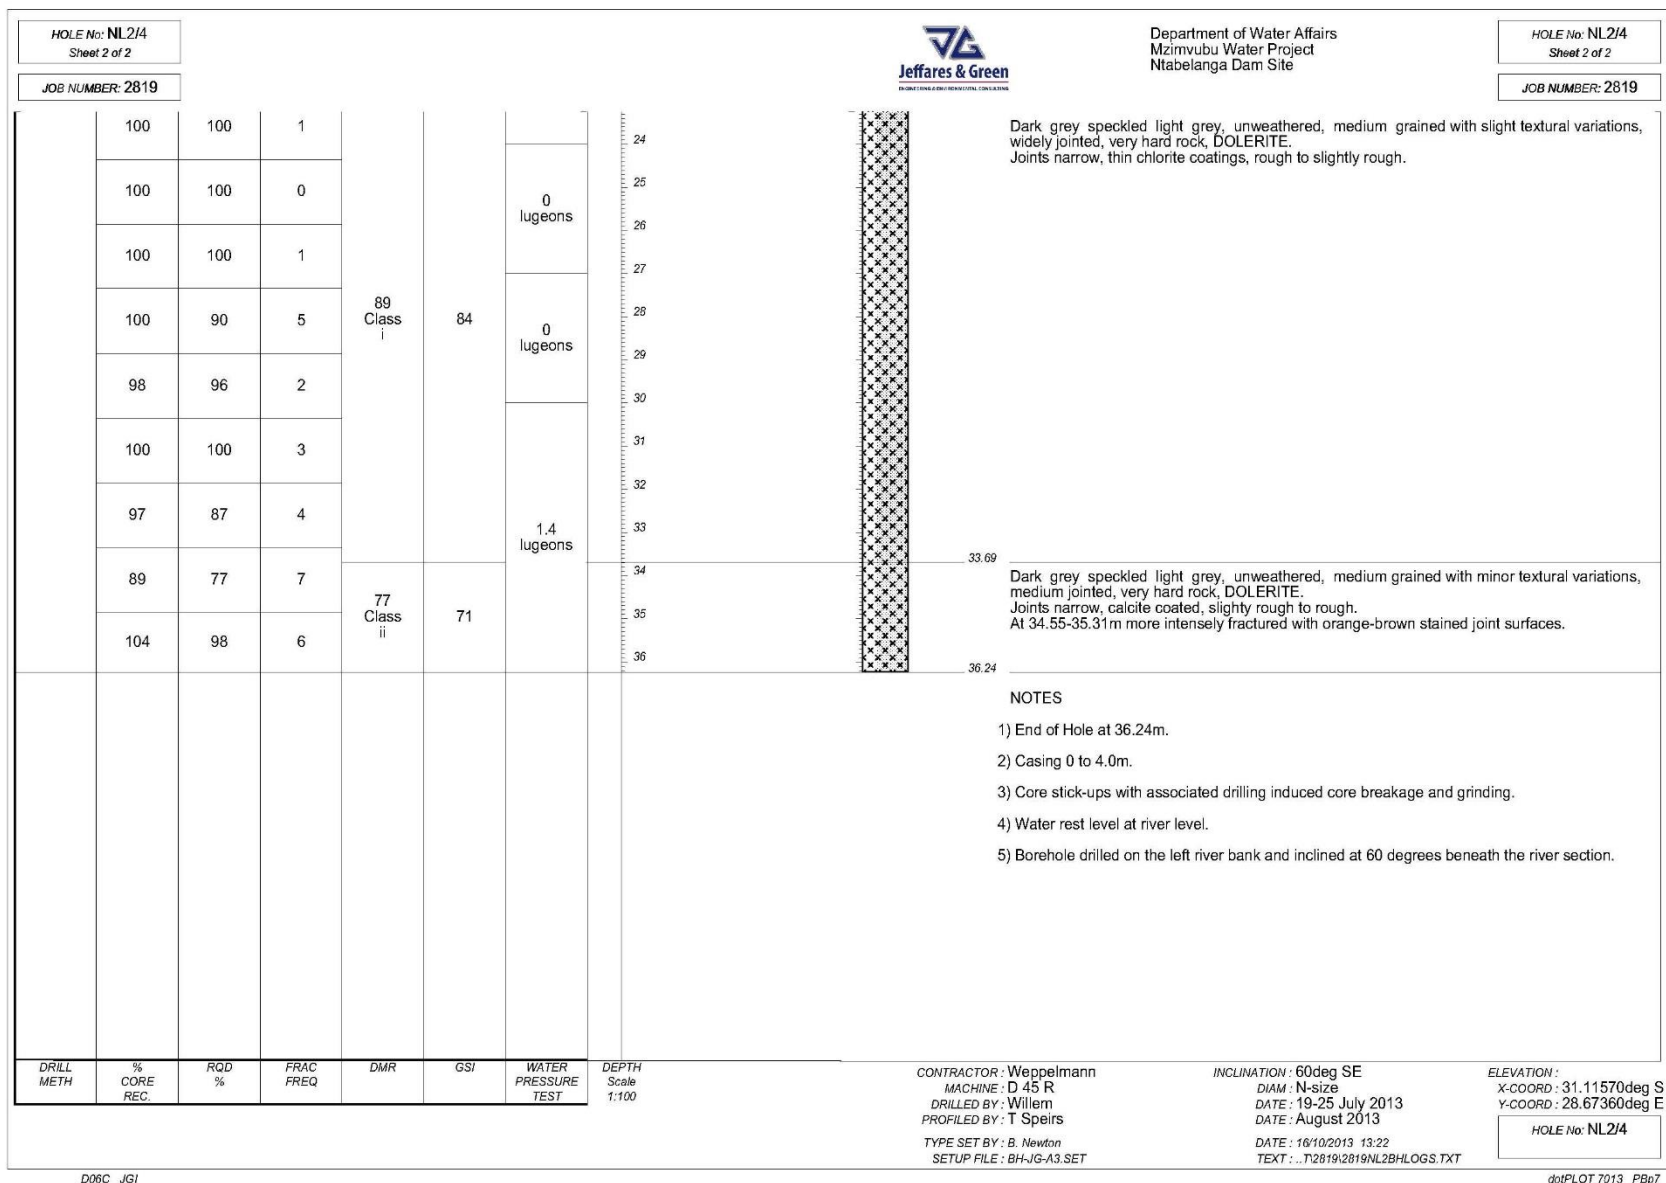 HOLE No: NL2/4
Sheet 2 of 2
JOB NUMBER: 2819
JG
Jeffares & Green
ENGINEERING & ENVIRONMENTAL CONSULTING
Department of Water Affairs
Mzimvubu Water Project
Ntabelanga Dam Site
HOLE No: NL2/4
Sheet 2 of 2
JOB NUMBER: 2819
100 100 1
100 100 0
100 100 1
100 90 5
98 96 2
100 100 3
97 87 4
89 77 7
104 98 6
89
Class
i
77
Class
ii
84
71
0
lugeons
0
lugeons
1.4
lugeons
24
25
26
27
28
29
30
31
32
33
34
35
36
33.69
36.24
Dark grey speckled light grey, unweathered, medium grained with slight textural variations,
widely jointed, very hard rock, DOLERITE.
Joints narrow, thin chlorite coatings, rough to slightly rough.
Dark grey speckled light grey, unweathered, medium grained with minor textural variations,
medium jointed, very hard rock, DOLERITE.
Joints narrow, calcite coated, slighty rough to rough.
At 34.55-35.31m more intensely fractured with orange-brown stained joint surfaces.
NOTES
1) End of Hole at 36.24m.
2) Casing 0 to 4.0m.
3) Core stick-ups with associated drilling induced core breakage and grinding.
4) Water rest level at river level.
5) Borehole drilled on the left river bank and inclined at 60 degrees beneath the river section.
DRILL
METH
%
CORE
REC.
RQD
%
FRAC
FREQ
DMR
GSI
WATER
PRESSURE
TEST
DEPTH
Scale
1:100
CONTRACTOR : Weppelmann
MACHINE : D 45 R
DRILLED BY : Willem
PROFILED BY : T Speirs
TYPE SET BY : B. Newton
SETUP FILE : BH-JG-A3.SET
INCLINATION : 60deg SE
DIAM : N-size
DATE : 19-25 July 2013
DATE : August 2013
DATE : 16/10/2013 13:22
TEXT : ..T\2819\2819NL2BHLOGS.TXT
ELEVATION :
X-COORD : 31.11570deg S
Y-COORD : 28.67360deg E
HOLE No: NL2/4
D06C JGI
dotPLOT 7013 PBp7